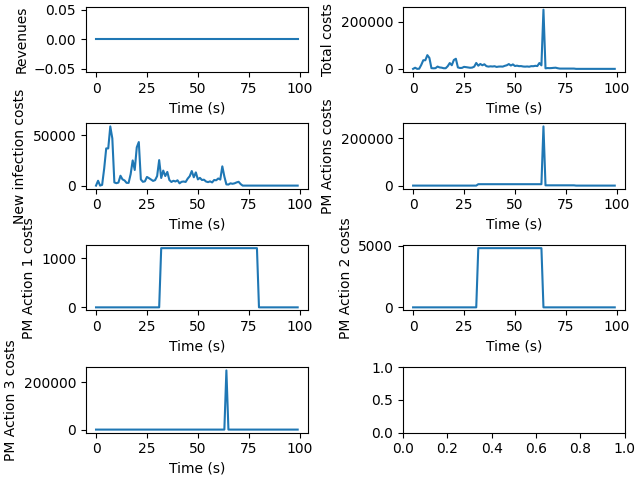 Revenues
0.05
0.00
−0.05
0 25 50 75 100
Time (s)
Total costs
200000
0
0 25 50 75 100
Time (s)
New infection costs
50000
0
0 25 50 75 100
Time (s)
PM Actions costs
200000
0
0 25 50 75 100
Time (s)
PM Action 1 costs
1000
0
0 25 50 75 100
Time (s)
PM Action 2 costs
5000
0
0 25 50 75 100
Time (s)
PM Action 3 costs
200000
0
0 25 50 75 100
Time (s)
1.0
0.5
0.0
0.0 0.2 0.4 0.6 0.8 1.0